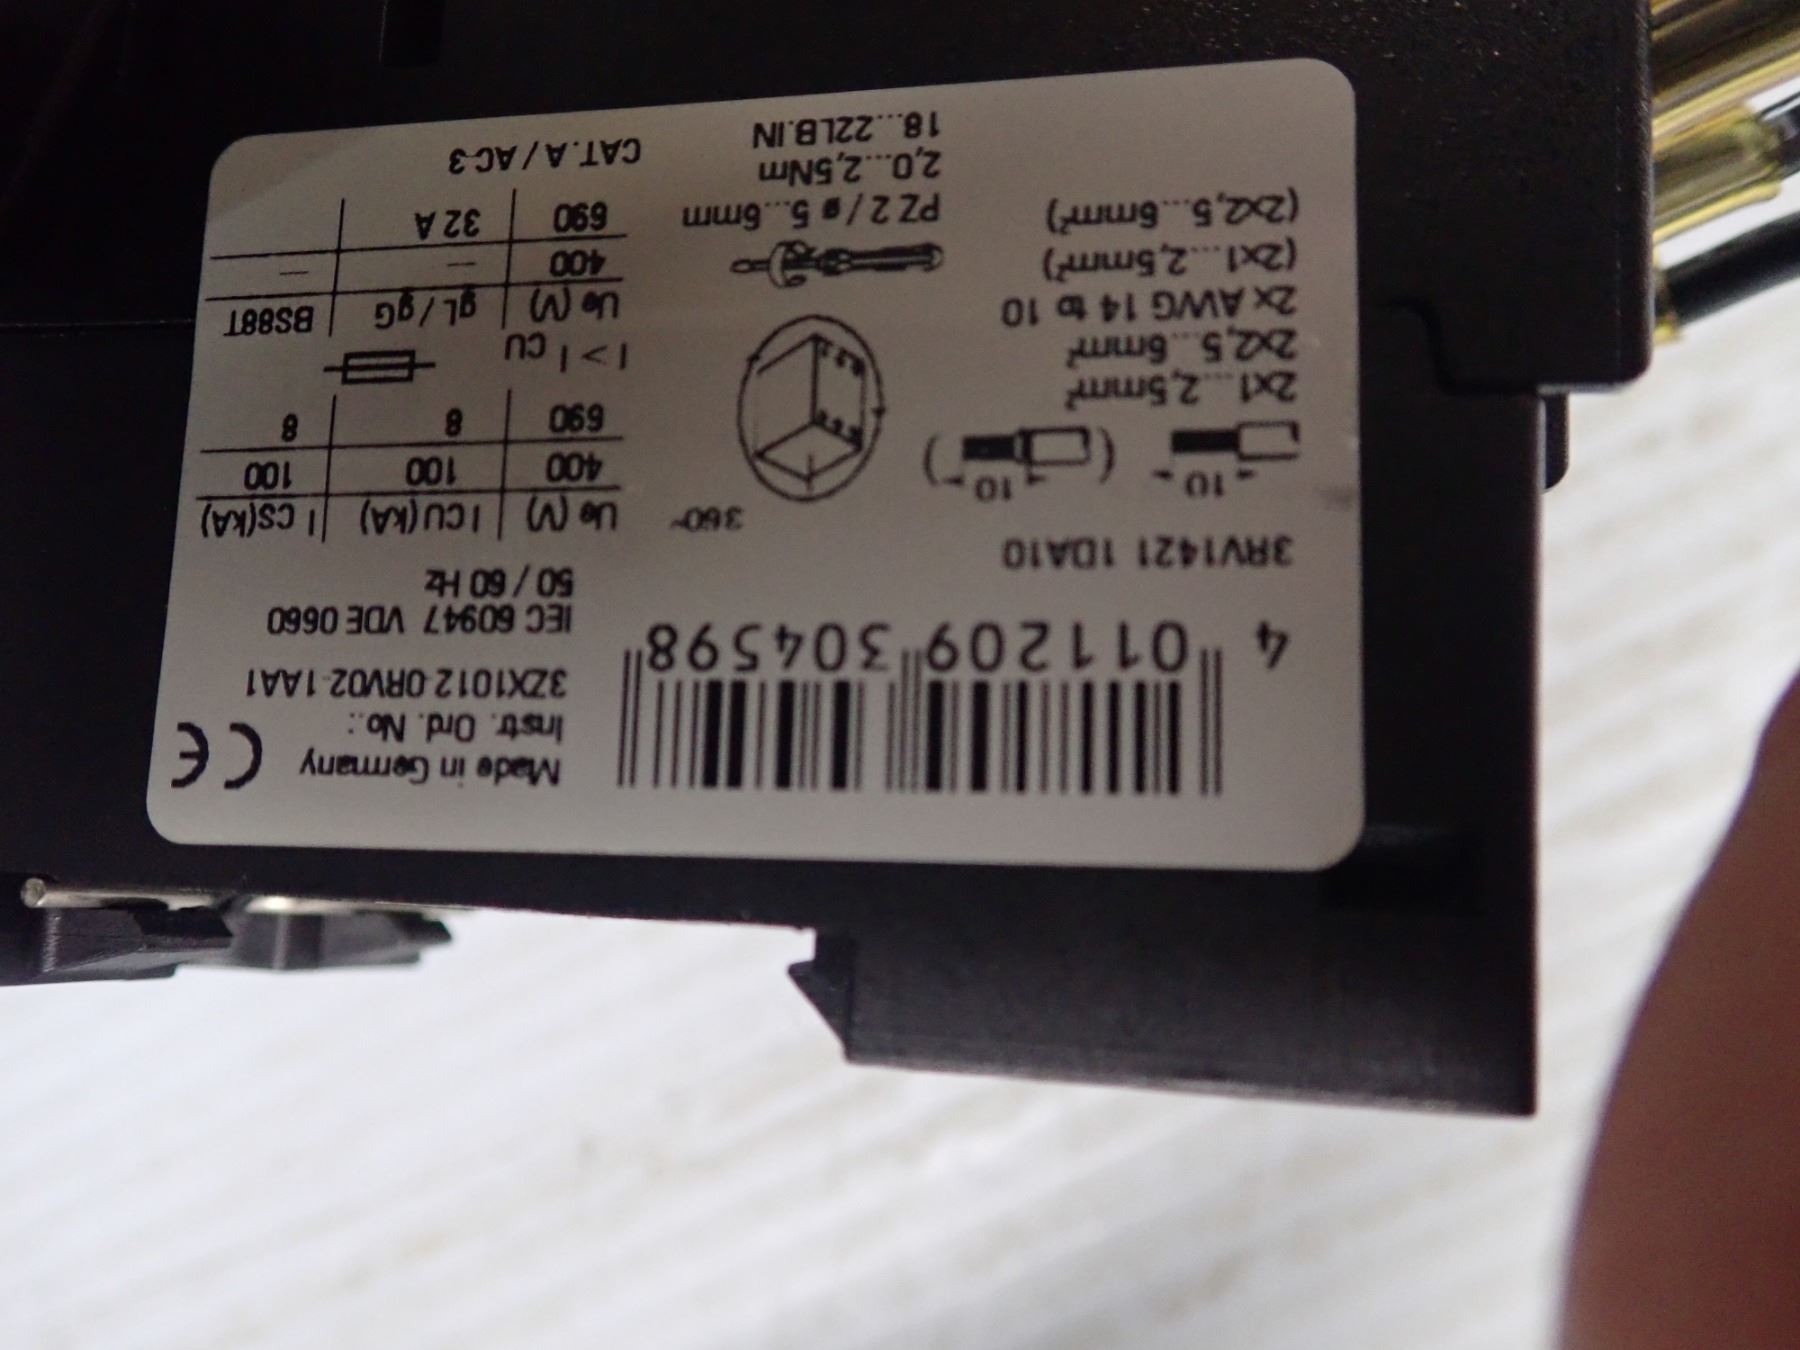 4 011209 304598
3RV1421 1DA10
10
2x1...2,5mm²
2x2,5...6mm²
2x AWG 14 to 10
(2x1...2,5mm²)
(2x2,5...6mm²)
( 10 )
360°
PZ 2 / ø 5...6mm
2,0...2,5Nm
18...22LB.IN
Made in Germany
CE
Instr. Ord. No.:
3ZX1012-0RV02-1AA1
IEC 60947 VDE 0660
50 / 60 Hz
Ue (V) I CU(kA) I CS(kA)
400 100 100
690 8 8
I > I CU
Ue (V) gL / gG BS88T
400 – –
690 32 A
CAT. A / AC-3